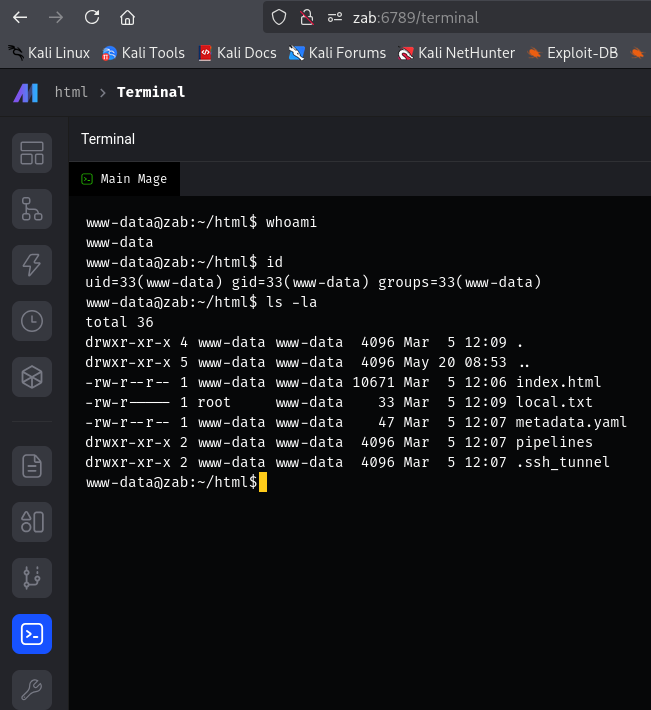 zab:6789/terminal
Kali Linux Kali Tools Kali Docs Kali Forums Kali NetHunter Exploit-DB
html > Terminal
Terminal
Main Mage
www-data@zab:~/html$ whoami
www-data
www-data@zab:~/html$ id
uid=33(www-data) gid=33(www-data) groups=33(www-data)
www-data@zab:~/html$ ls -la
total 36
drwxr-xr-x 4 www-data www-data  4096 Mar  5 12:09 .
drwxr-xr-x 5 www-data www-data  4096 May 20 08:53 ..
-rw-r--r-- 1 www-data www-data 10671 Mar  5 12:06 index.html
-rw-r----- 1 root     www-data    33 Mar  5 12:09 local.txt
-rw-r--r-- 1 www-data www-data    47 Mar  5 12:07 metadata.yaml
drwxr-xr-x 2 www-data www-data  4096 Mar  5 12:07 pipelines
drwxr-xr-x 2 www-data www-data  4096 Mar  5 12:07 .ssh_tunnel
www-data@zab:~/html$